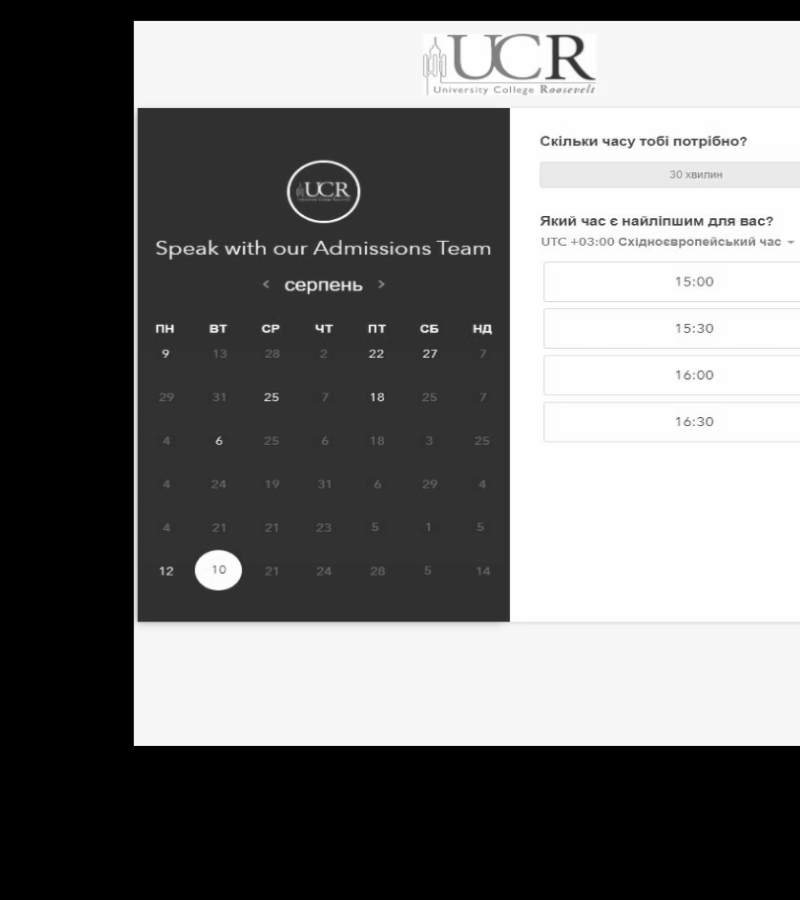 UCR
University College Roosevelt
UCR
Speak with our Admissions Team
< серпень >
ПН ВТ СР ЧТ ПТ СБ НД
9 13 28 2 22 27 7
29 31 25 7 18 25 7
4 6 25 6 18 3 25
4 24 19 31 6 29 4
4 21 21 23 5 1 5
12 10 21 24 28 5 14
Скільки часу тобі потрібно?
30 хвилин
Який час є найліпшим для вас?
UTC +03:00 Східноєвропейський час
15:00
15:30
16:00
16:30